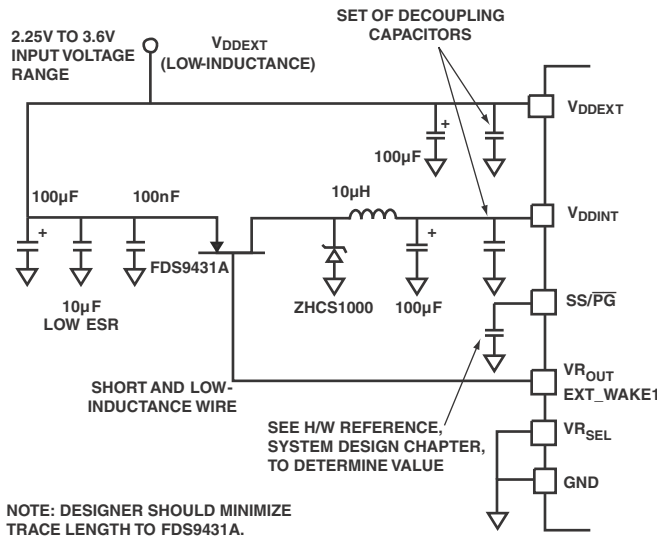 SET OF DECOUPLING
CAPACITORS
2.25V TO 3.6V
INPUT VOLTAGE
RANGE
VDDEXT
(LOW-INDUCTANCE)
VDDEXT
+
100µF
100µF
100nF
10µH
VDDINT
+
+
FDS9431A
10µF
LOW ESR
ZHCS1000
100µF
SS/P̅G̅
SHORT AND LOW-
INDUCTANCE WIRE
VROUT
EXT_WAKE1
SEE H/W REFERENCE,
SYSTEM DESIGN CHAPTER,
TO DETERMINE VALUE
VRSEL
GND
NOTE: DESIGNER SHOULD MINIMIZE
TRACE LENGTH TO FDS9431A.